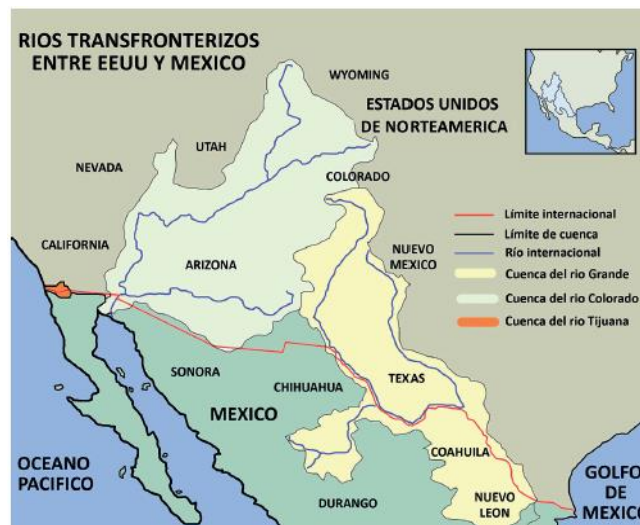 RIOS TRANSFRONTERIZOS
ENTRE EEUU Y MEXICO
WYOMING
ESTADOS UNIDOS
DE NORTEAMERICA
UTAH
NEVADA
COLORADO
CALIFORNIA
ARIZONA
NUEVO
MEXICO
Límite internacional
Límite de cuenca
Río internacional
Cuenca del rio Grande
Cuenca del rio Colorado
Cuenca del rio Tijuana
SONORA
CHIHUAHUA
TEXAS
MEXICO
COAHUILA
OCEANO
PACIFICO
DURANGO
NUEVO
LEON
GOLFO
DE
MEXICO